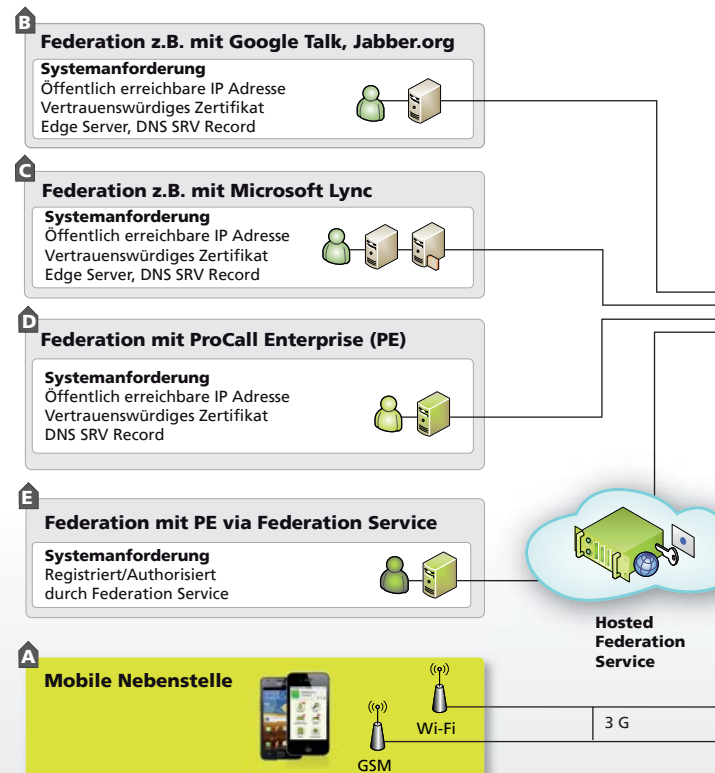 B
Federation z.B. mit Google Talk, Jabber.org
Systemanforderung
Öffentlich erreichbare IP Adresse
Vertrauenswürdiges Zertifikat
Edge Server, DNS SRV Record
C
Federation z.B. mit Microsoft Lync
Systemanforderung
Öffentlich erreichbare IP Adresse
Vertrauenswürdiges Zertifikat
Edge Server, DNS SRV Record
D
Federation mit ProCall Enterprise (PE)
Systemanforderung
Öffentlich erreichbare IP Adresse
Vertrauenswürdiges Zertifikat
DNS SRV Record
E
Federation mit PE via Federation Service
Systemanforderung
Registriert/Authorisiert
durch Federation Service
Hosted
Federation
Service
A
Mobile Nebenstelle
Wi-Fi
3 G
GSM